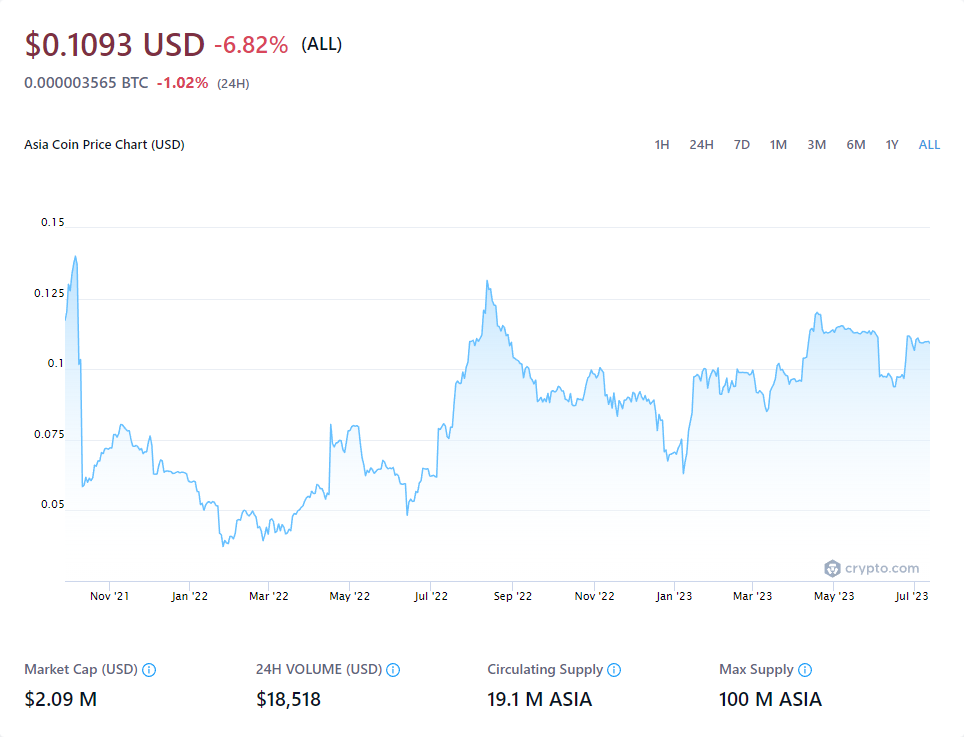 $0.1093 USD -6.82% (ALL)
0.000003565 BTC -1.02% (24H)
Asia Coin Price Chart (USD) 1H 24H 7D 1M 3M 6M 1Y ALL
0.15
0.125
0.1
0.075
0.05
crypto.com
Nov '21 Jan '22 Mar '22 May '22 Jul '22 Sep '22 Nov '22 Jan '23 Mar '23 May '23 Jul '23
Market Cap (USD) 24H VOLUME (USD) Circulating Supply Max Supply
$2.09 M $18,518 19.1 M ASIA 100 M ASIA